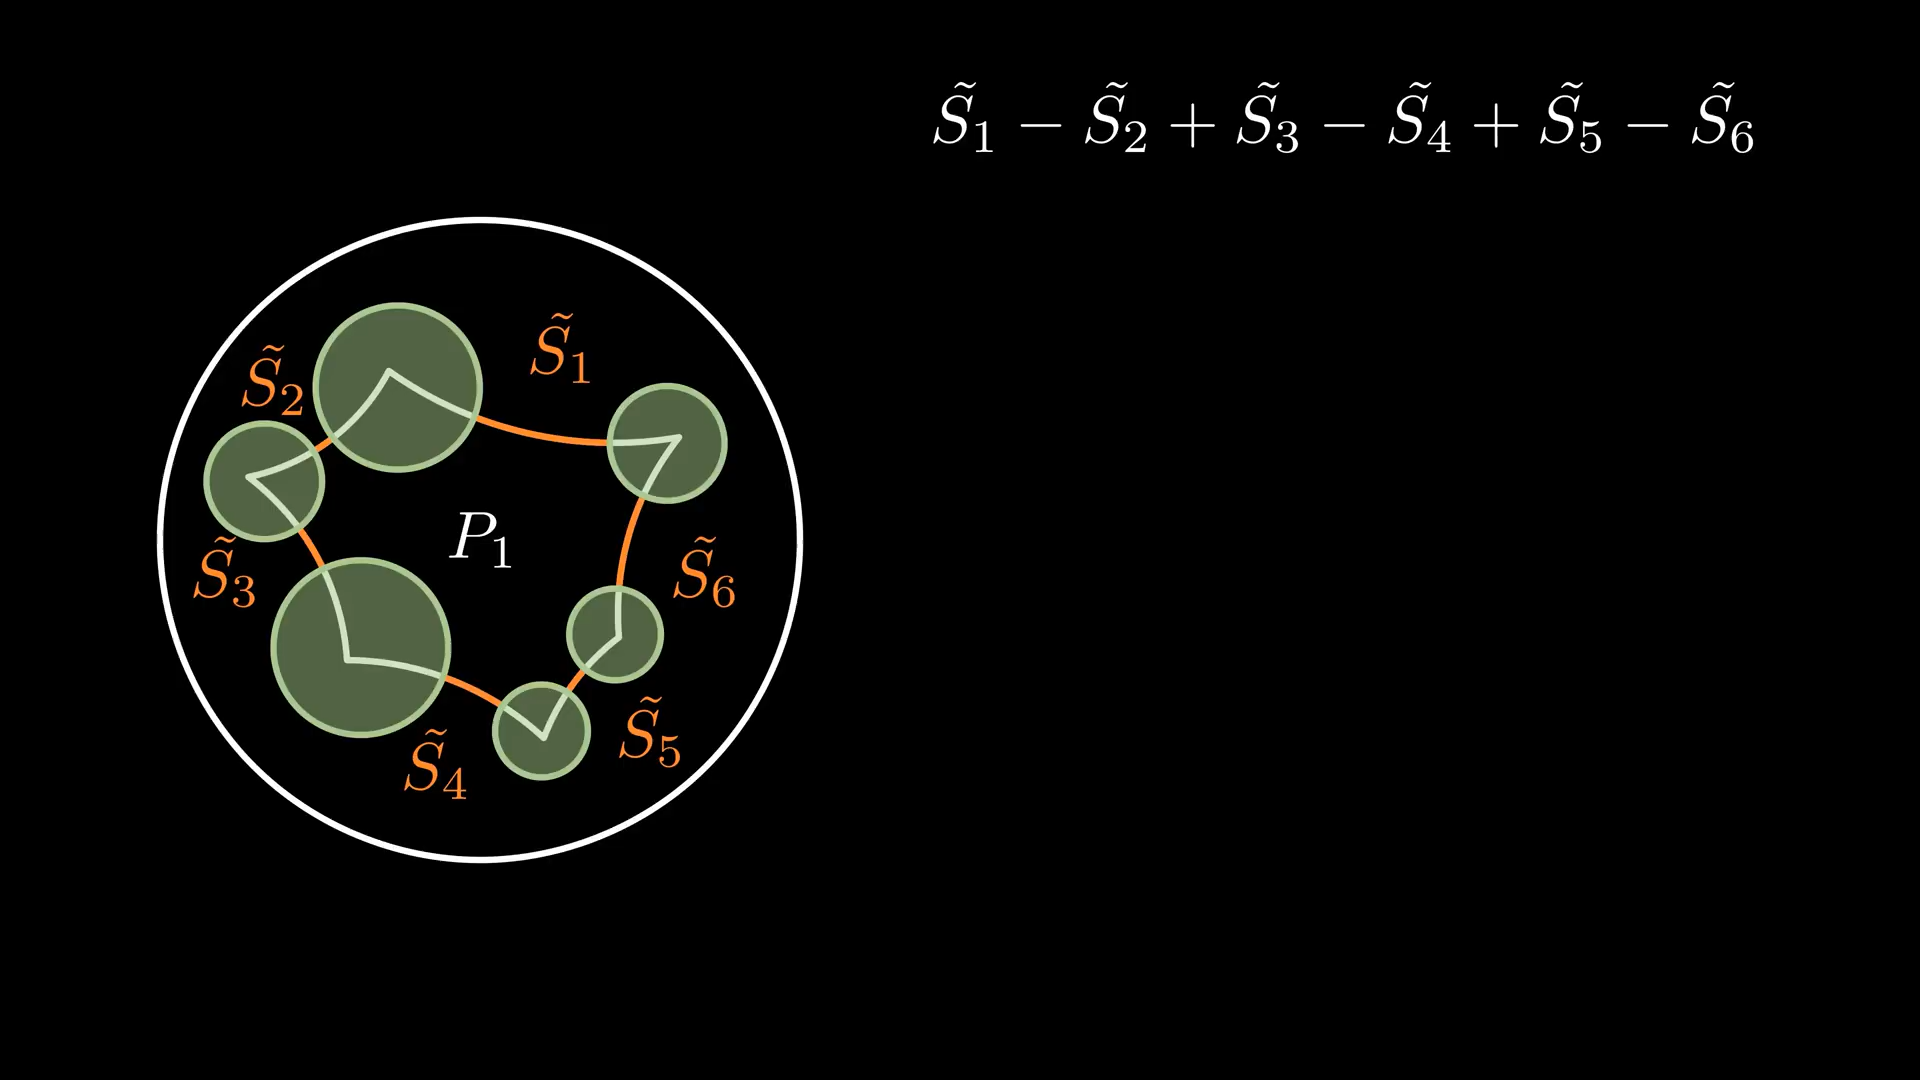 S̃₁ − S̃₂ + S̃₃ − S̃₄ + S̃₅ − S̃₆
S̃₁
S̃₂
P₁
S̃₃
S̃₆
S̃₅
S̃₄